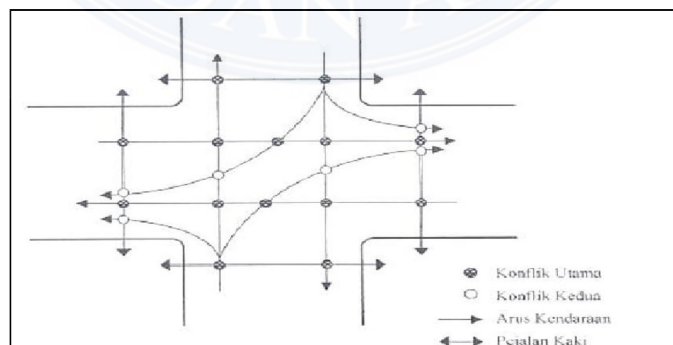 Konflik Utama
Konflik Kedua
Arus Kendaraan
Pejalan Kaki